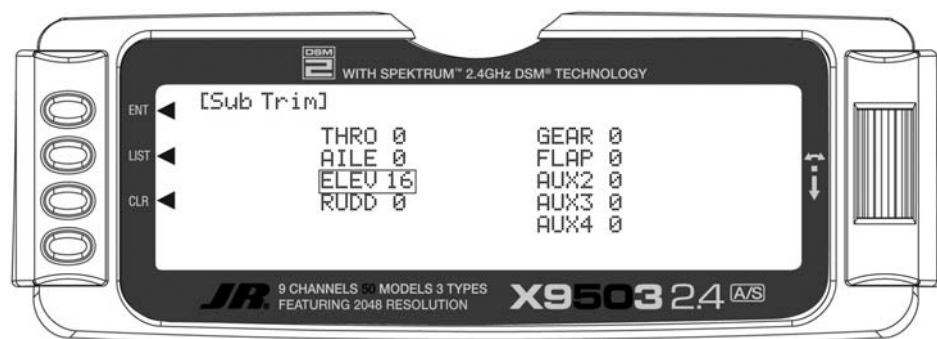 DSM
2 WITH SPEKTRUM™ 2.4GHz DSM® TECHNOLOGY
ENT
[Sub Trim]
THRO 0 GEAR 0
LIST
AILE 0 FLAP 0
ELEV 16 AUX2 0
CLR
RUDD 0 AUX3 0
AUX4 0
JR. 9 CHANNELS 50 MODELS 3 TYPES
FEATURING 2048 RESOLUTION
X9503 2.4 A/S